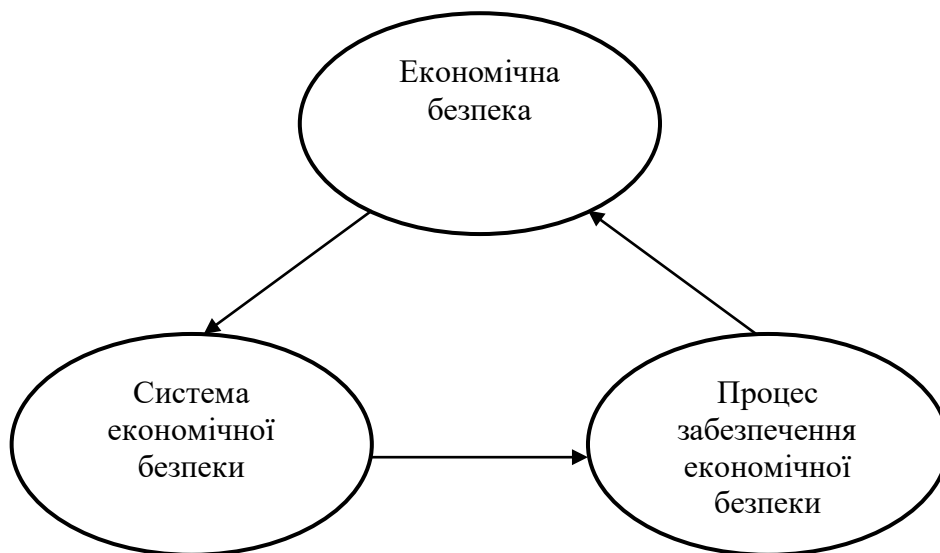 Економічна
безпека
Система
економічної
безпеки
Процес
забезпечення
економічної
безпеки